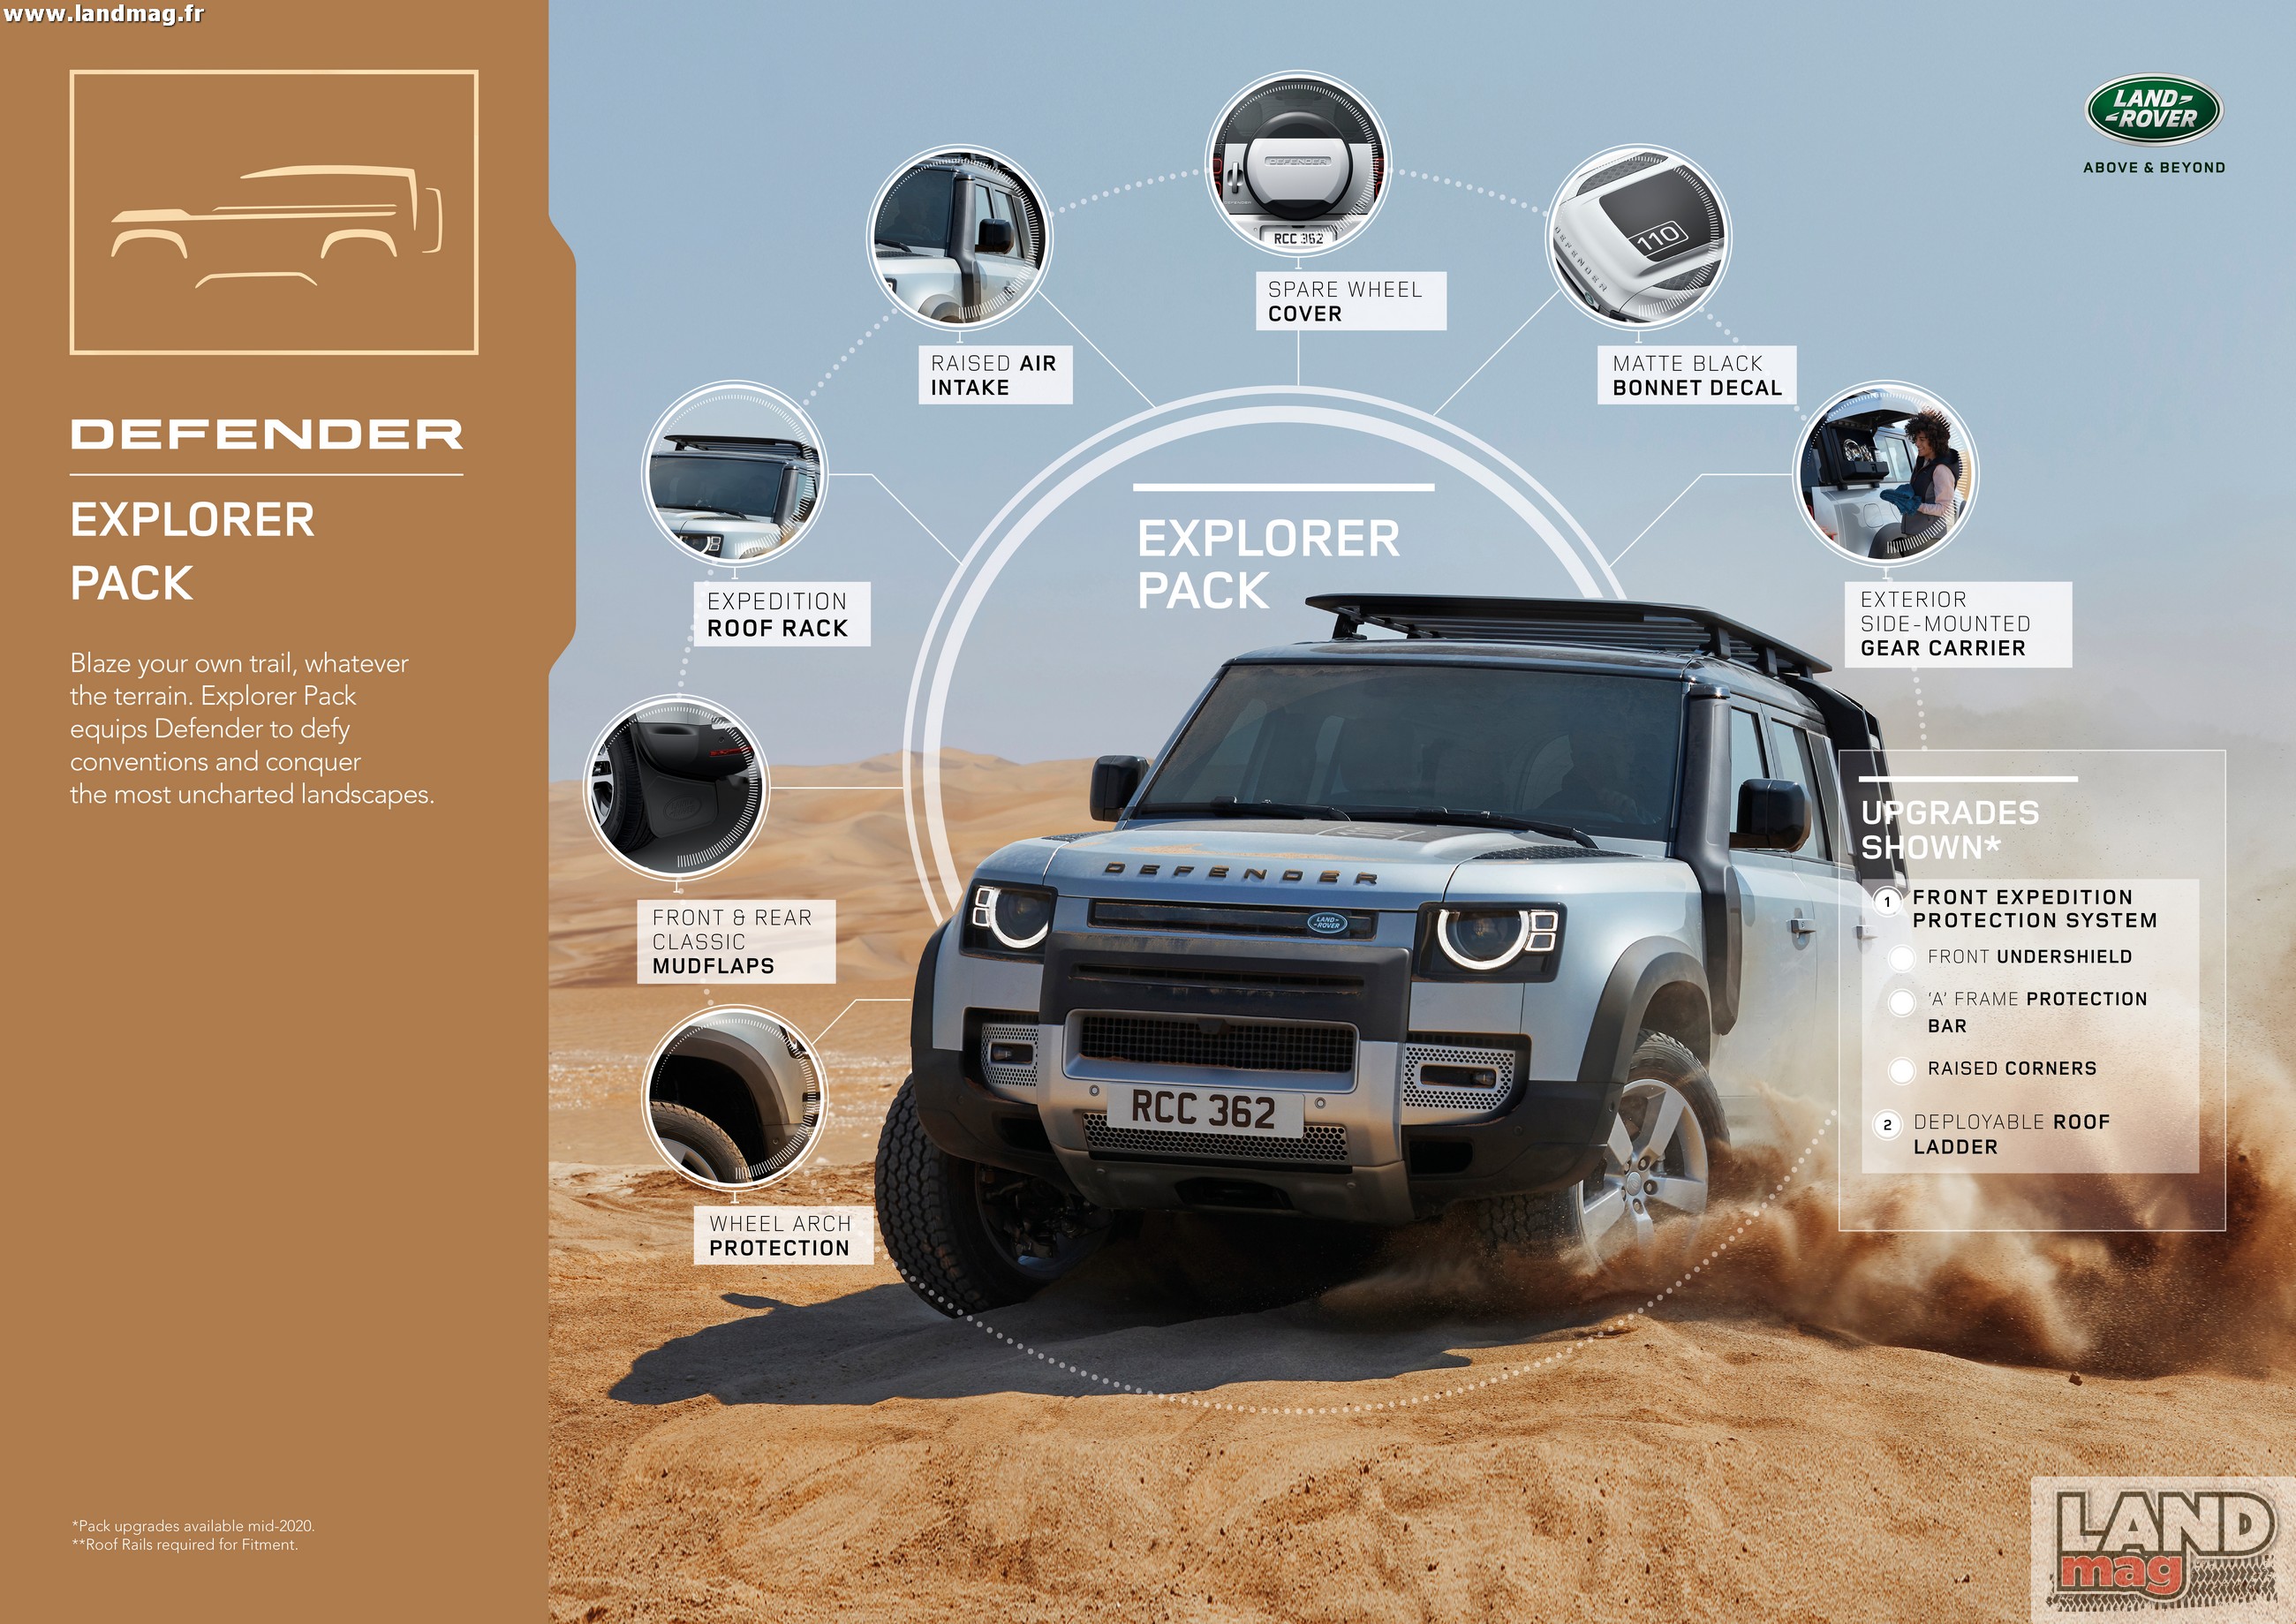 www.landmag.fr
DEFENDER
EXPLORER
PACK
Blaze your own trail, whatever
the terrain. Explorer Pack
equips Defender to defy
conventions and conquer
the most uncharted landscapes.
*Pack upgrades available mid-2020.
**Roof Rails required for Fitment.
LAND-
-ROVER
ABOVE & BEYOND
DEFENDER
RCC 362
SPARE WHEEL
COVER
RAISED AIR
INTAKE
DEFENDER
110
MATTE BLACK
BONNET DECAL
EXPEDITION
ROOF RACK
EXTERIOR
SIDE-MOUNTED
GEAR CARRIER
EXPLORER
PACK
FRONT & REAR
CLASSIC
MUDFLAPS
WHEEL ARCH
PROTECTION
DEFENDER
LAND-
-ROVER
RCC 362
UPGRADES
SHOWN*
1 FRONT EXPEDITION
PROTECTION SYSTEM
FRONT UNDERSHIELD
'A' FRAME PROTECTION
BAR
RAISED CORNERS
2 DEPLOYABLE ROOF
LADDER
LAND
mag